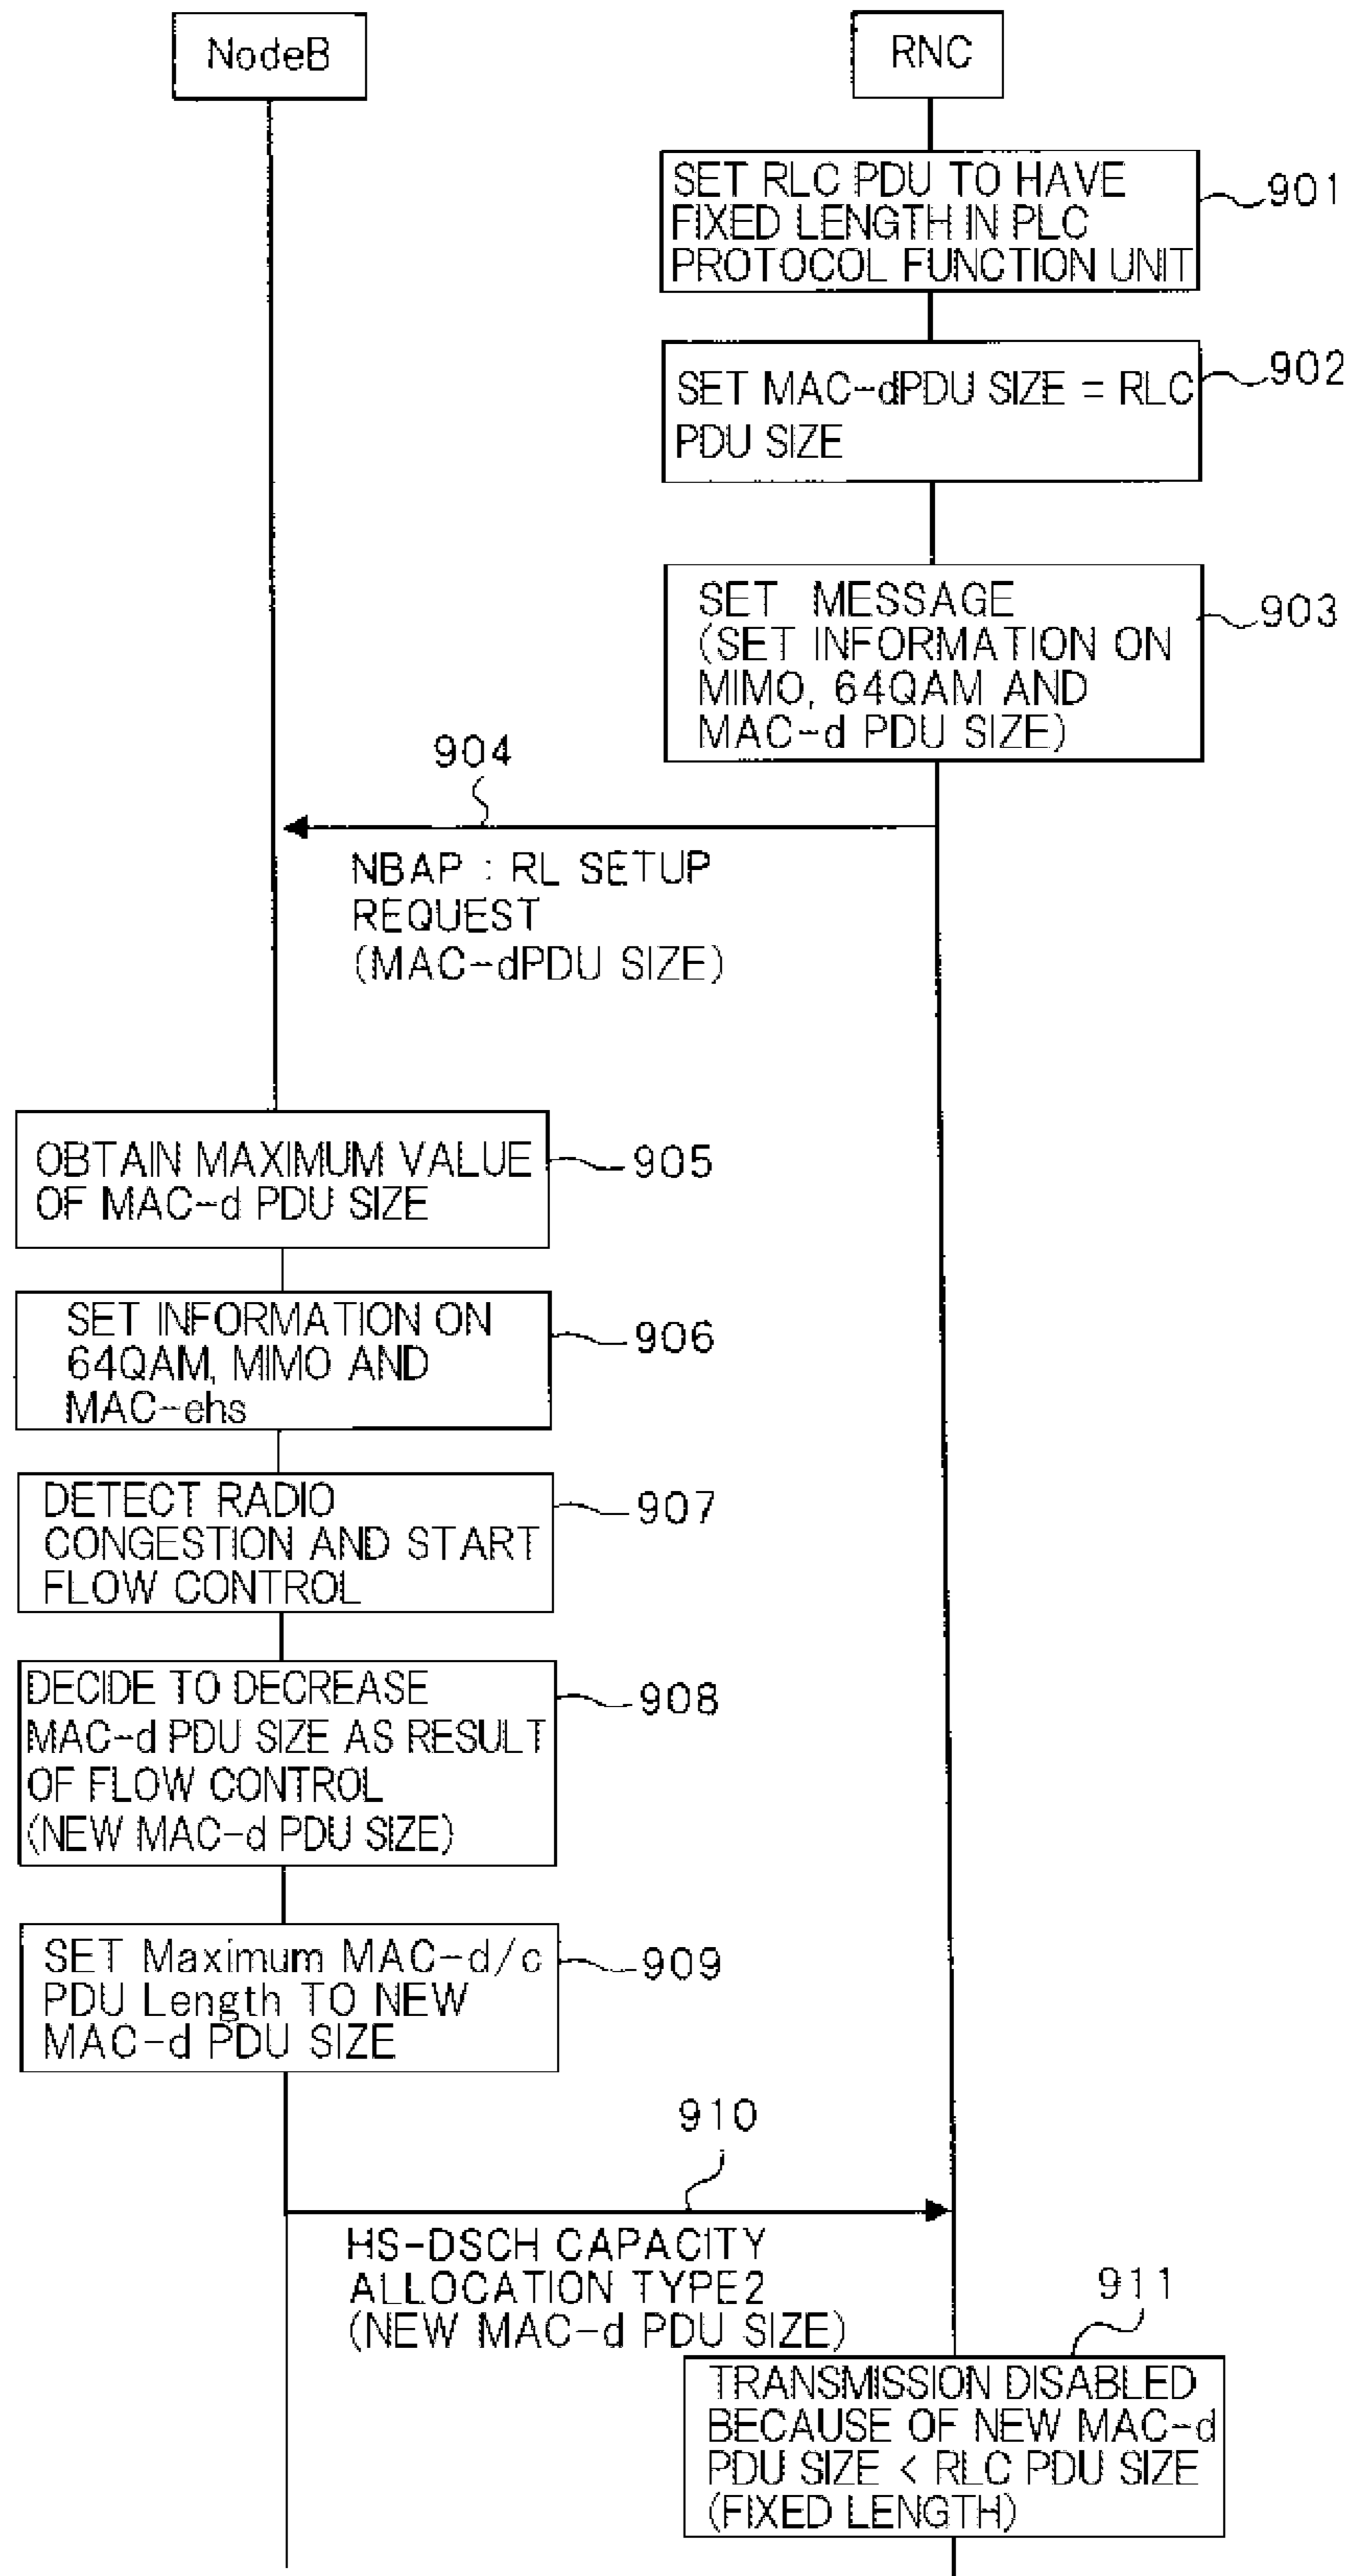 NodeB
RNC
SET RLC PDU TO HAVE
FIXED LENGTH IN PLC
PROTOCOL FUNCTION UNIT
901
SET MAC-dPDU SIZE = RLC
PDU SIZE
902
SET MESSAGE
(SET INFORMATION ON
MIMO, 64QAM AND
MAC-d PDU SIZE)
903
904
NBAP : RL SETUP
REQUEST
(MAC-dPDU SIZE)
OBTAIN MAXIMUM VALUE
OF MAC-d PDU SIZE
905
SET INFORMATION ON
64QAM, MIMO AND
MAC-ehs
906
DETECT RADIO
CONGESTION AND START
FLOW CONTROL
907
DECIDE TO DECREASE
MAC-d PDU SIZE AS RESULT
OF FLOW CONTROL
(NEW MAC-d PDU SIZE)
908
SET Maximum MAC-d/c
PDU Length TO NEW
MAC-d PDU SIZE
909
910
HS-DSCH CAPACITY
ALLOCATION TYPE2
(NEW MAC-d PDU SIZE)
911
TRANSMISSION DISABLED
BECAUSE OF NEW MAC-d
PDU SIZE < RLC PDU SIZE
(FIXED LENGTH)